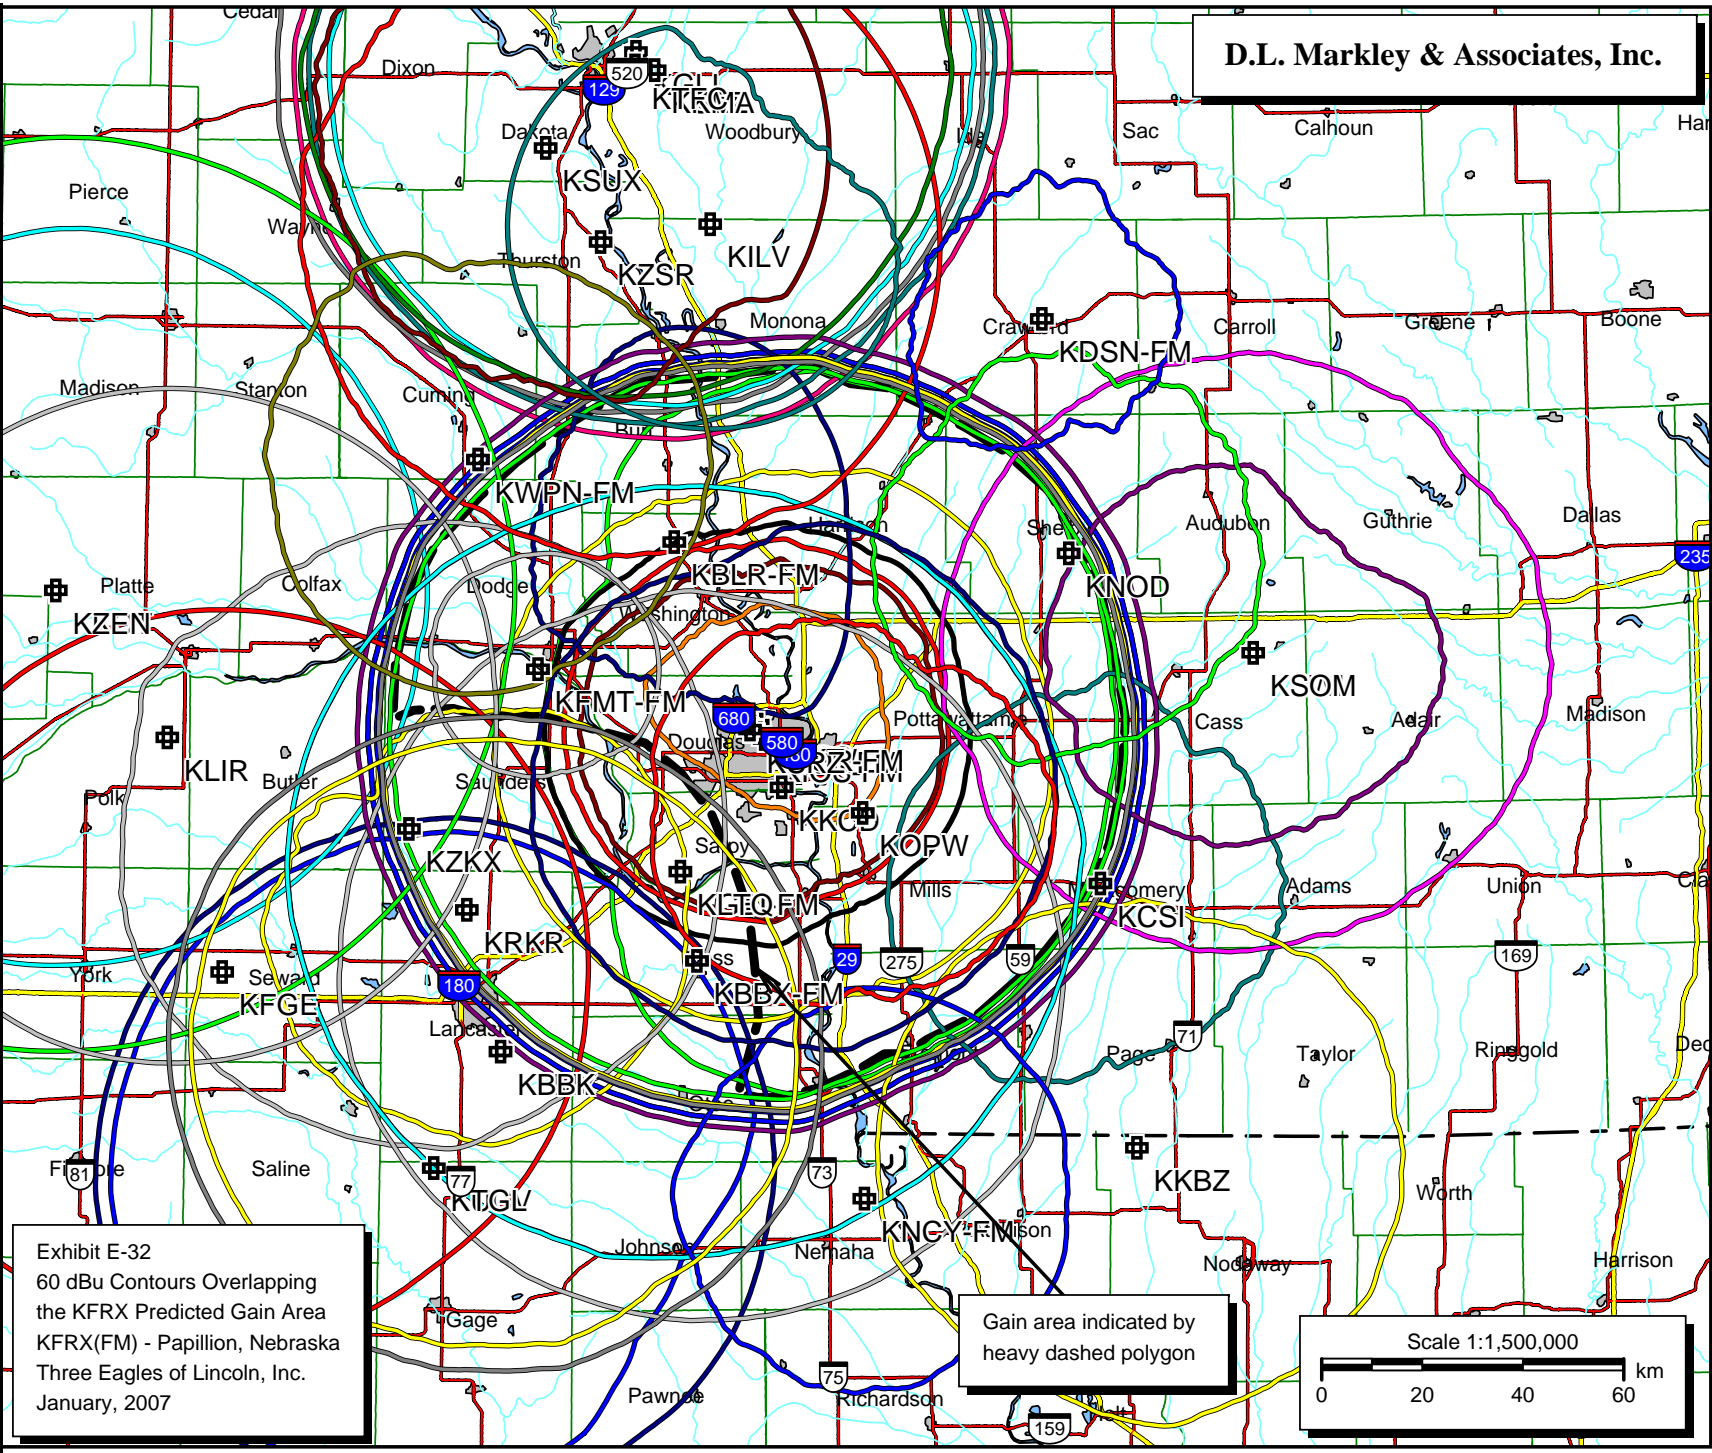 Cedar
D.L. Markley & Associates, Inc.
Dixon
520
129
Woodbury
Dakota
Sac
Calhoun
Har
KSUX
Pierce
Wayne
KILV
Thurston
KZSR
Monona
Crawford
Carroll
Greene
Boone
KDSN-FM
Madison
Stanton
Cuming
KWPN-FM
Harrison
Audubon
Guthrie
Dallas
235
KBLR-FM
KNOD
Platte
Colfax
Dodge
Washington
KZEN
KSOM
KFMT-FM
680
Pottawattamie
Cass
Adair
Madison
Douglas
580
KLIR
Butler
Saunders
Polk
KKCD
KOPW
Sarpy
KZKX
Mills
Montgomery
Adams
Union
Cla
KCSI
KRKR
29
275
59
169
York
Seward
180
KBBX-FM
KFGE
Lancaster
71
Page
Taylor
Ringgold
Dec
KBBK
81
Saline
77
73
KKBZ
Worth
KNCY-FM
Johnson
Nemaha
Nodaway
Harrison
Exhibit E-32
60 dBu Contours Overlapping
the KFRX Predicted Gain Area
KFRX(FM) - Papillion, Nebraska
Three Eagles of Lincoln, Inc.
January, 2007
Gage
Gain area indicated by
heavy dashed polygon
Scale 1:1,500,000
km
0 20 40 60
75
Pawnee
Richardson
159